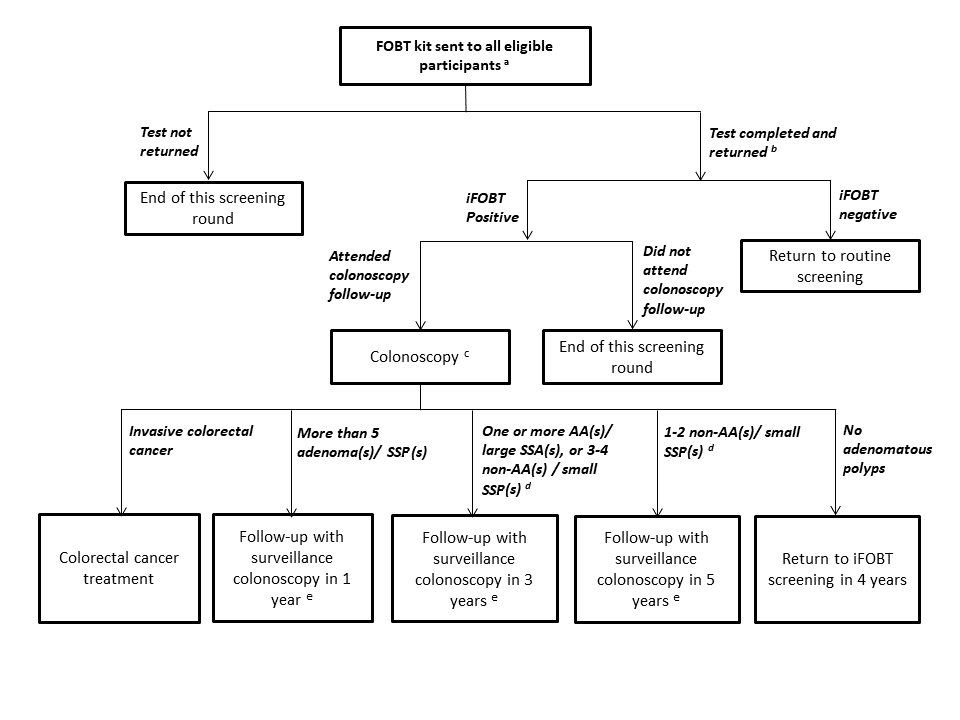 FOBT kit sent to all eligible
participants a
Test not
returned
Test completed and
returned b
End of this screening
round
iFOBT
Positive
iFOBT
negative
Return to routine
screening
Attended
colonoscopy
follow-up
Did not
attend
colonoscopy
follow-up
Colonoscopy c
End of this screening
round
Invasive colorectal
cancer
More than 5
adenoma(s)/ SSP(s)
One or more AA(s)/
large SSA(s), or 3-4
non-AA(s) / small
SSP(s) d
1-2 non-AA(s)/ small
SSP(s) d
No
adenomatous
polyps
Colorectal cancer
treatment
Follow-up with
surveillance
colonoscopy in 1
year e
Follow-up with
surveillance
colonoscopy in 3
years e
Follow-up with
surveillance
colonoscopy in 5
years e
Return to iFOBT
screening in 4 years